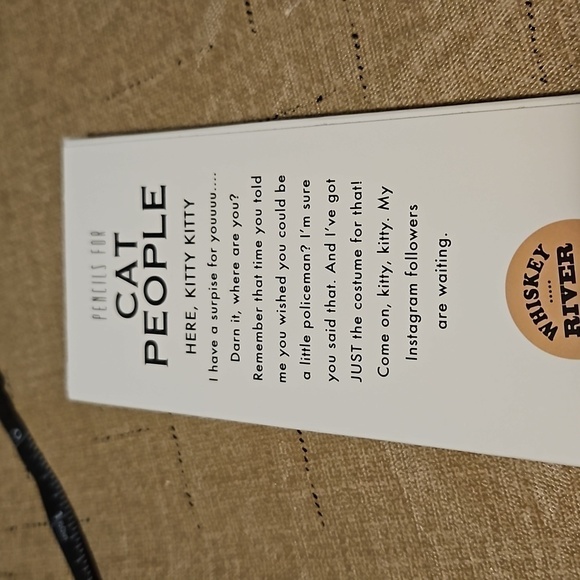 PENCILS FOR
CAT
PEOPLE
HERE, KITTY KITTY
I have a surpise for youuuu....
Darn it, where are you?
Remember that time you told
me you wished you could be
a little policeman? I'm sure
you said that. And I've got
JUST the costume for that!
Come on, kitty, kitty. My
Instagram followers
are waiting.
WHISKEY
RIVER